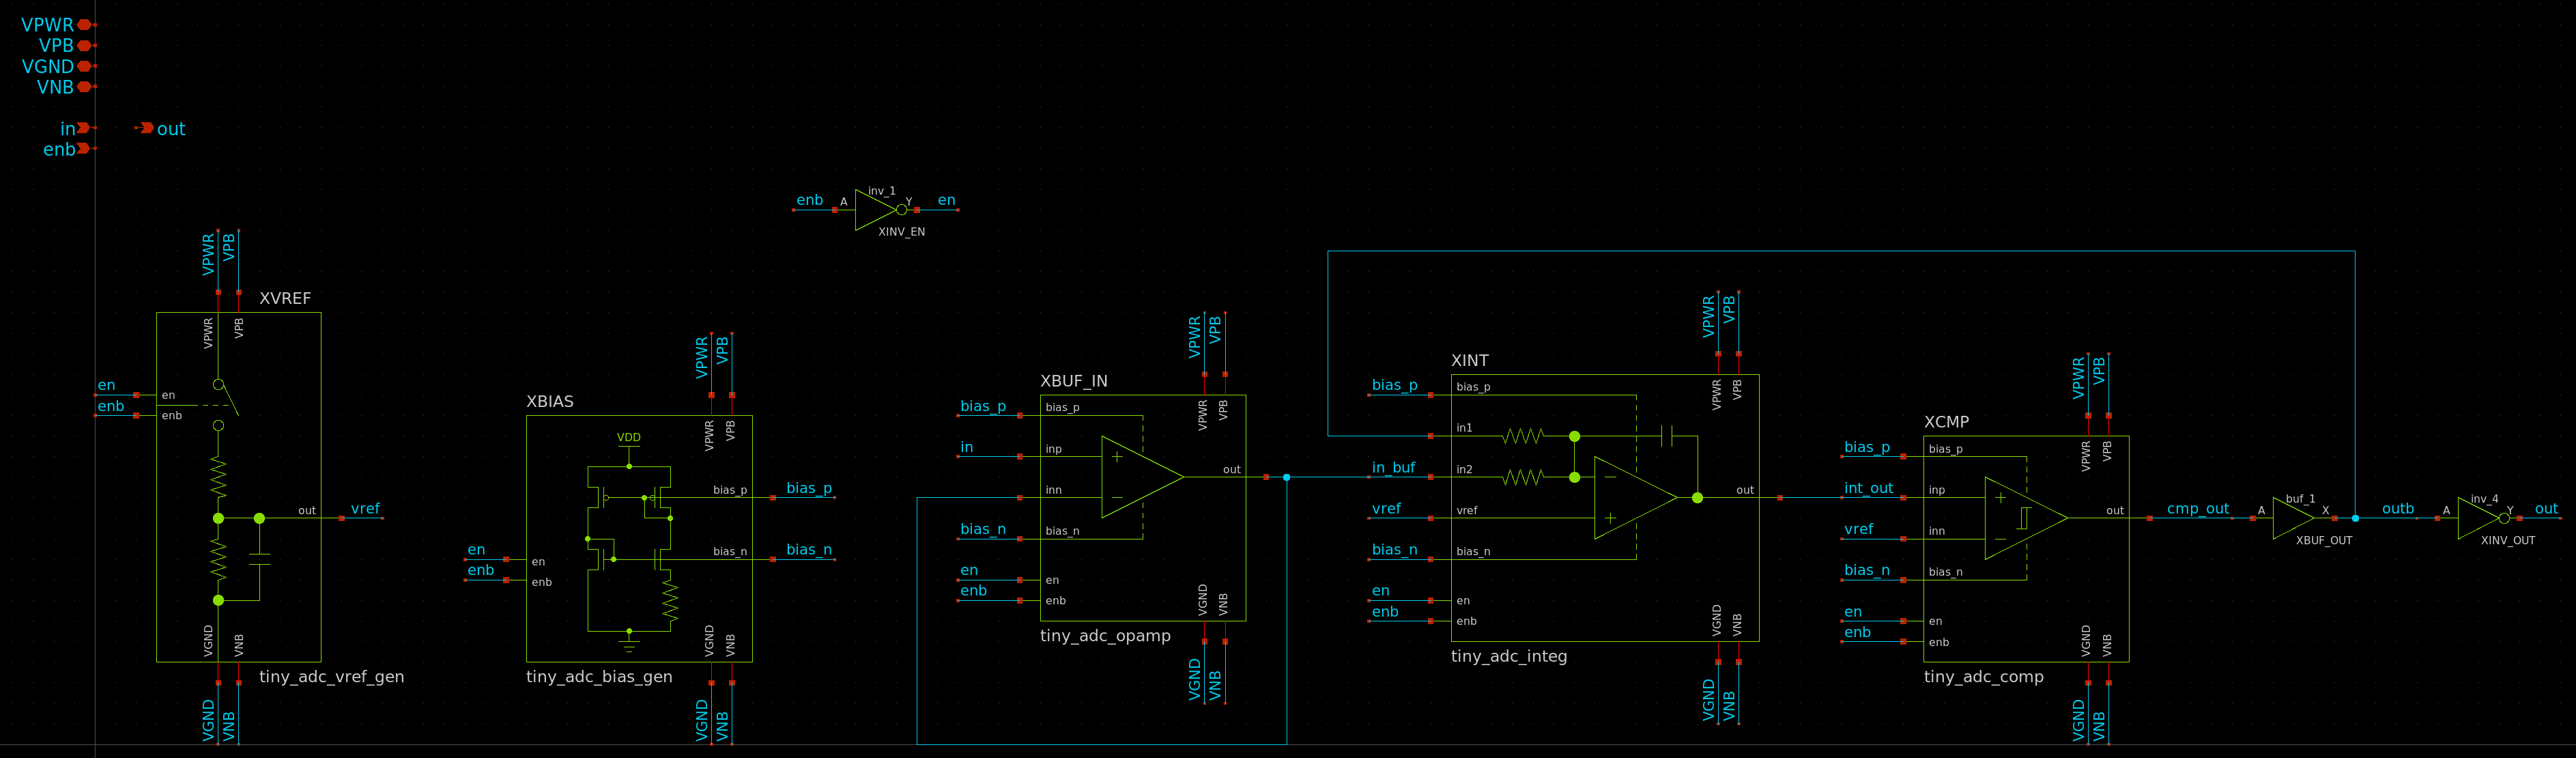 VPWR
VPB
VGND
VNB
in
out
enb
enb
A
inv_1
Y
en
XINV_EN
VPWR
VPB
XVREF
VPWR
VPB
en
en
enb
enb
out
vref
VGND
VNB
tiny_adc_vref_gen
VGND
VNB
VPWR
VPB
XBIAS
VPWR
VPB
VDD
bias_p
bias_p
bias_n
bias_n
en
en
enb
enb
VGND
VNB
tiny_adc_bias_gen
VGND
VNB
VPWR
VPB
XBUF_IN
VPWR
VPB
bias_p
bias_p
in
inp
+
inn
−
out
bias_n
bias_n
en
en
enb
enb
VGND
VNB
tiny_adc_opamp
VGND
VNB
VPWR
VPB
XINT
VPWR
VPB
bias_p
bias_p
in1
in_buf
in2
−
vref
vref
+
out
bias_n
bias_n
en
en
enb
enb
VGND
VNB
tiny_adc_integ
VGND
VNB
VPWR
VPB
XCMP
VPWR
VPB
bias_p
bias_p
int_out
inp
+
vref
inn
−
out
bias_n
bias_n
en
en
enb
enb
VGND
VNB
tiny_adc_comp
VGND
VNB
cmp_out
A
buf_1
X
XBUF_OUT
outb
A
inv_4
Y
out
XINV_OUT